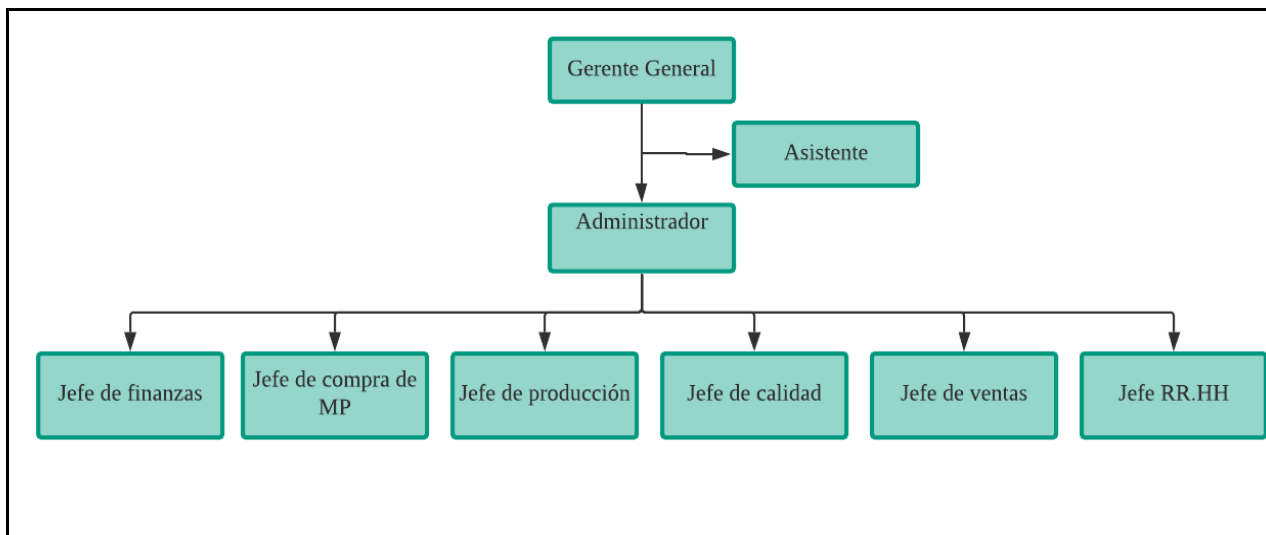 Gerente General
Asistente
Administrador
Jefe de finanzas
Jefe de compra de
MP
Jefe de producción
Jefe de calidad
Jefe de ventas
Jefe RR.HH